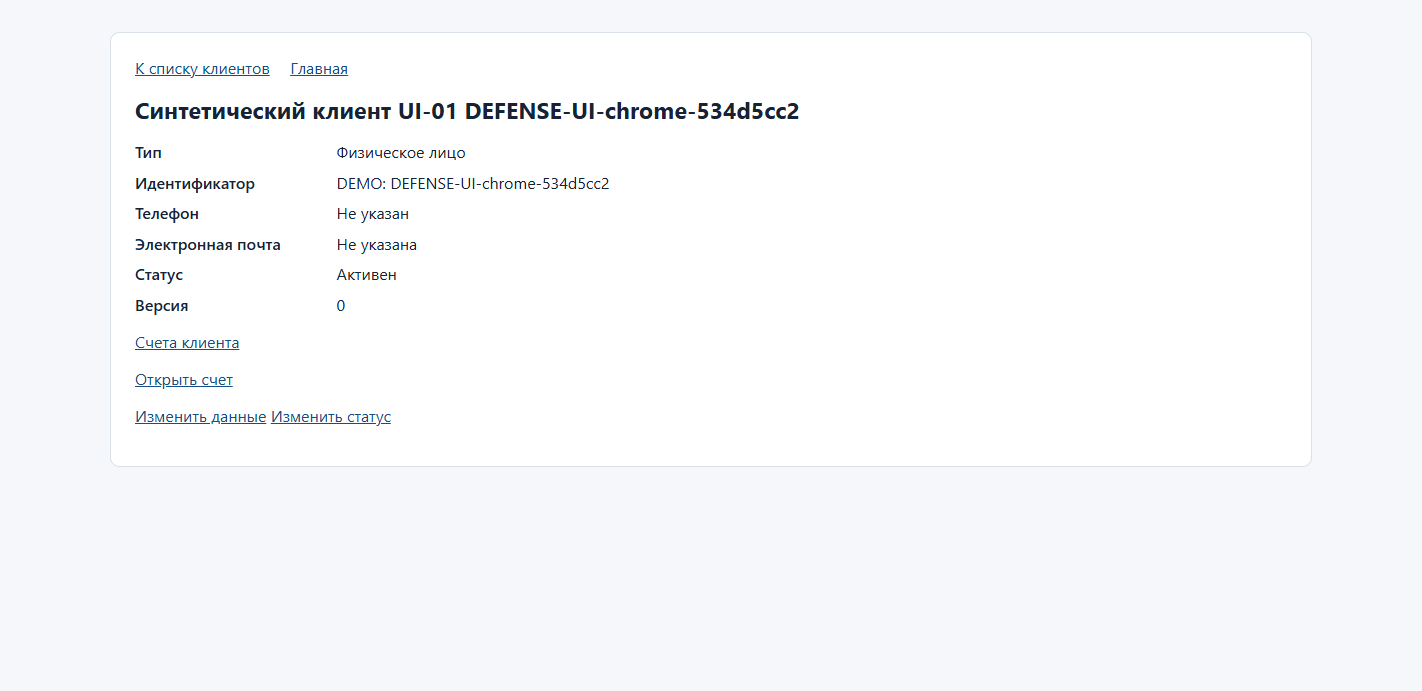 К списку клиентов Главная
Синтетический клиент UI-01 DEFENSE-UI-chrome-534d5cc2
Тип Физическое лицо
Идентификатор DEMO: DEFENSE-UI-chrome-534d5cc2
Телефон Не указан
Электронная почта Не указана
Статус Активен
Версия 0
Счета клиента
Открыть счет
Изменить данные Изменить статус